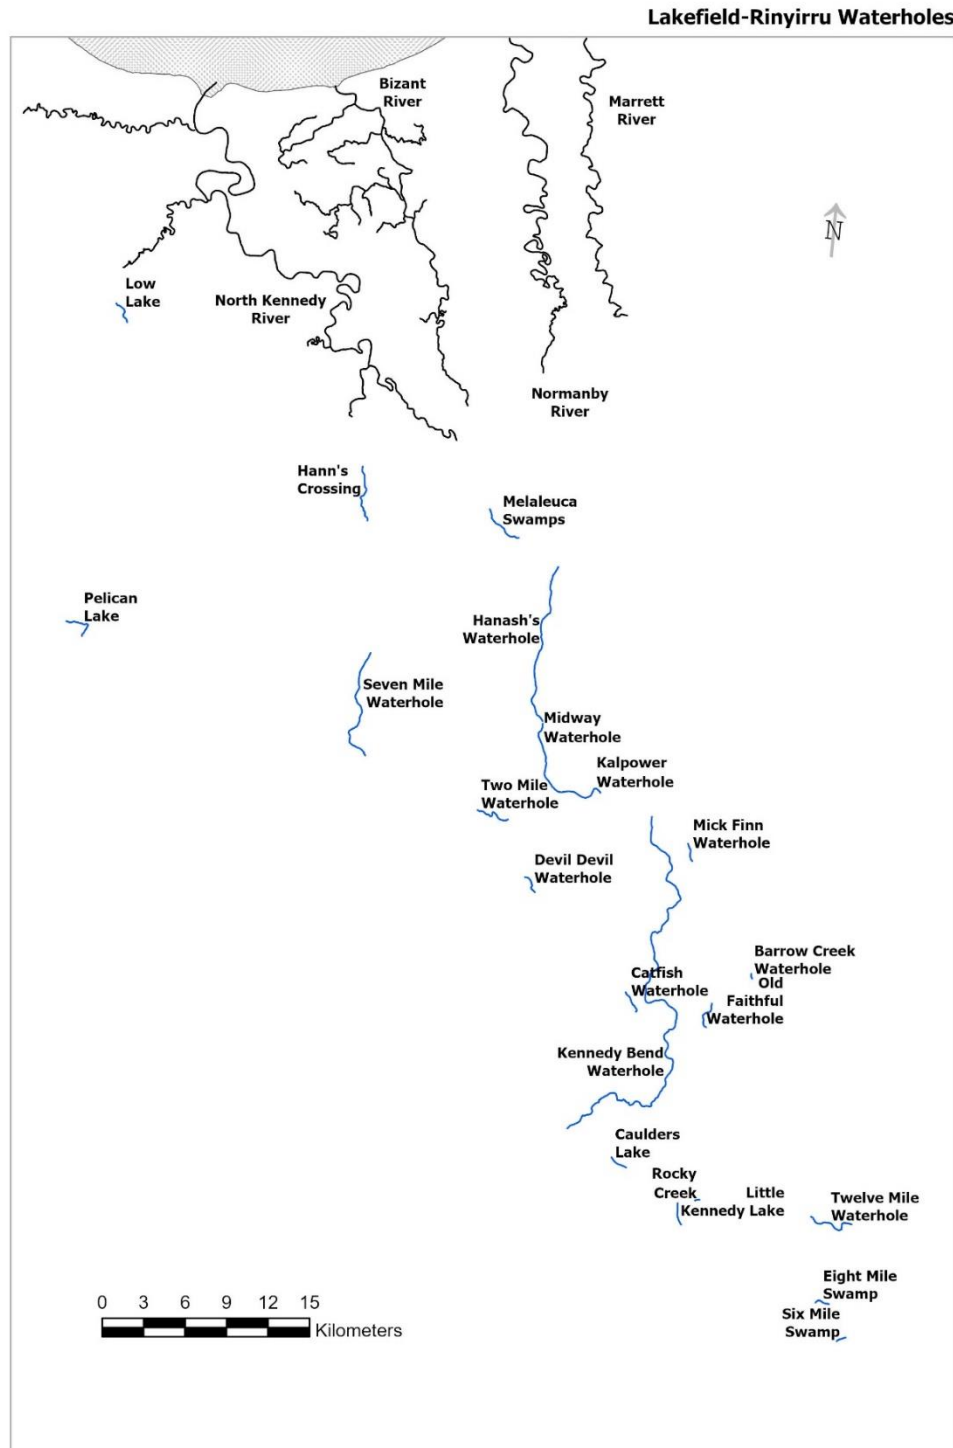 Lakefield-Rinyirru Waterholes
Bizant
River
Marrett
River
N
Low
Lake
North Kennedy
River
Normanby
River
Hann's
Crossing
Melaleuca
Swamps
Pelican
Lake
Hanash's
Waterhole
Seven Mile
Waterhole
Midway
Waterhole
Kalpower
Waterhole
Two Mile
Waterhole
Mick Finn
Waterhole
Devil Devil
Waterhole
Barrow Creek
Waterhole
Catfish
Waterhole
Old
Faithful
Waterhole
Kennedy Bend
Waterhole
Caulders
Lake
Rocky
Creek
Little
Kennedy Lake
Twelve Mile
Waterhole
Eight Mile
Swamp
Six Mile
Swamp
0 3 6 9 12 15
Kilometers